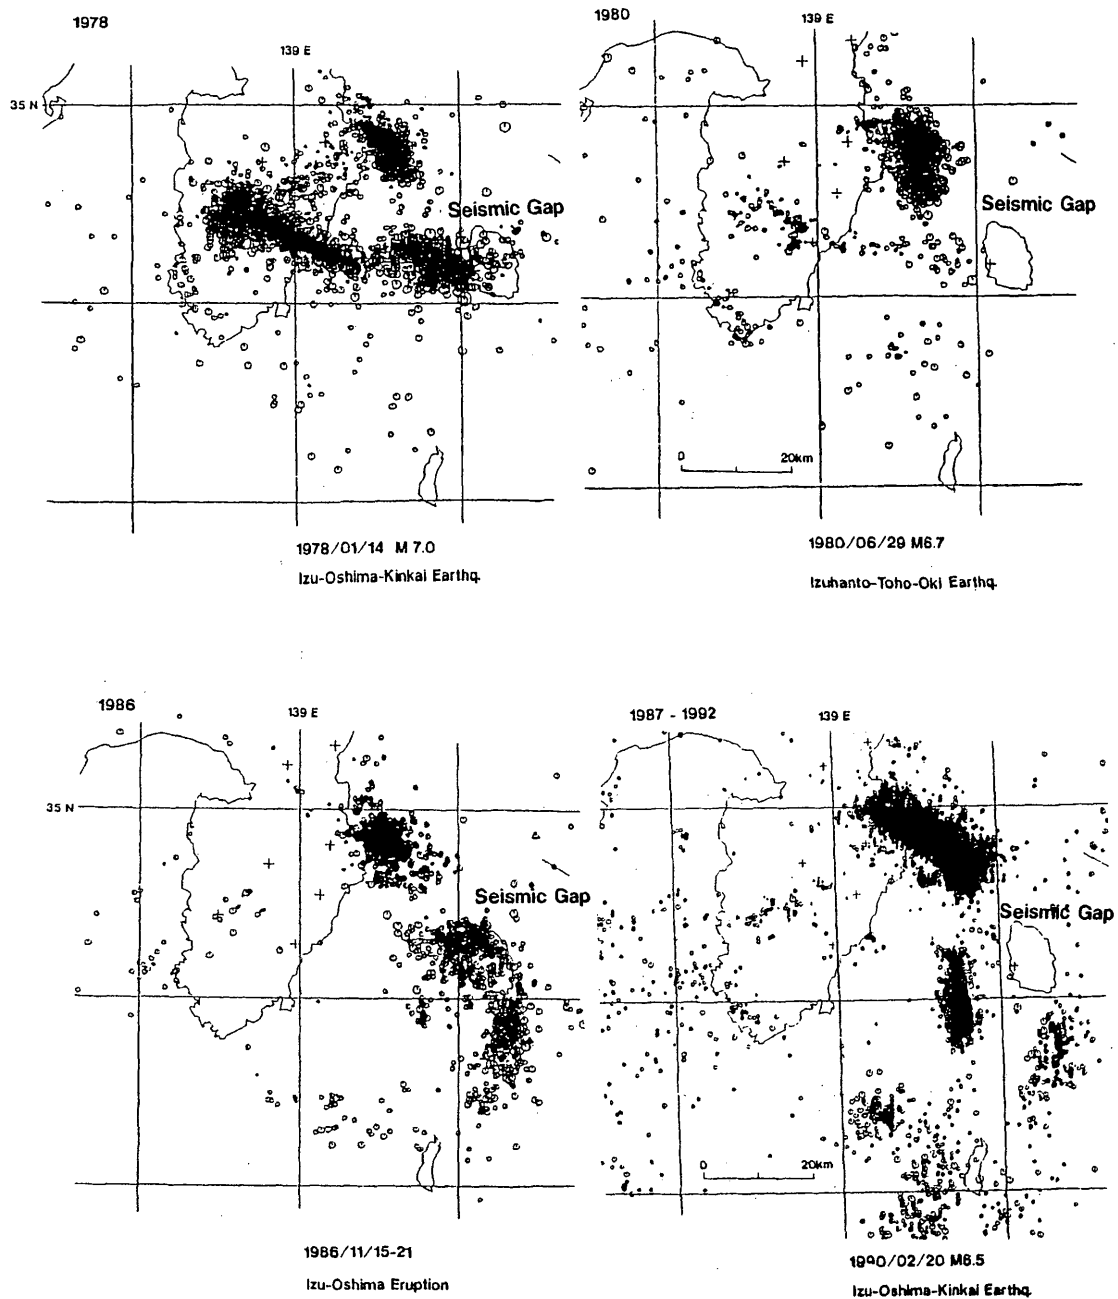 1978
139 E
35 N
Seismic Gap
1978/01/14 M 7.0
Izu-Oshima-Kinkai Earthq.
1980
139 E
Seismic Gap
0 20km
1980/06/29 M6.7
Izuhanto-Toho-Oki Earthq.
1986
139 E
35 N
Seismic Gap
1986/11/15-21
Izu-Oshima Eruption
1987 - 1992
139 E
Seismic Gap
0 20km
1990/02/20 M6.5
Izu-Oshima-Kinkai Earthq.